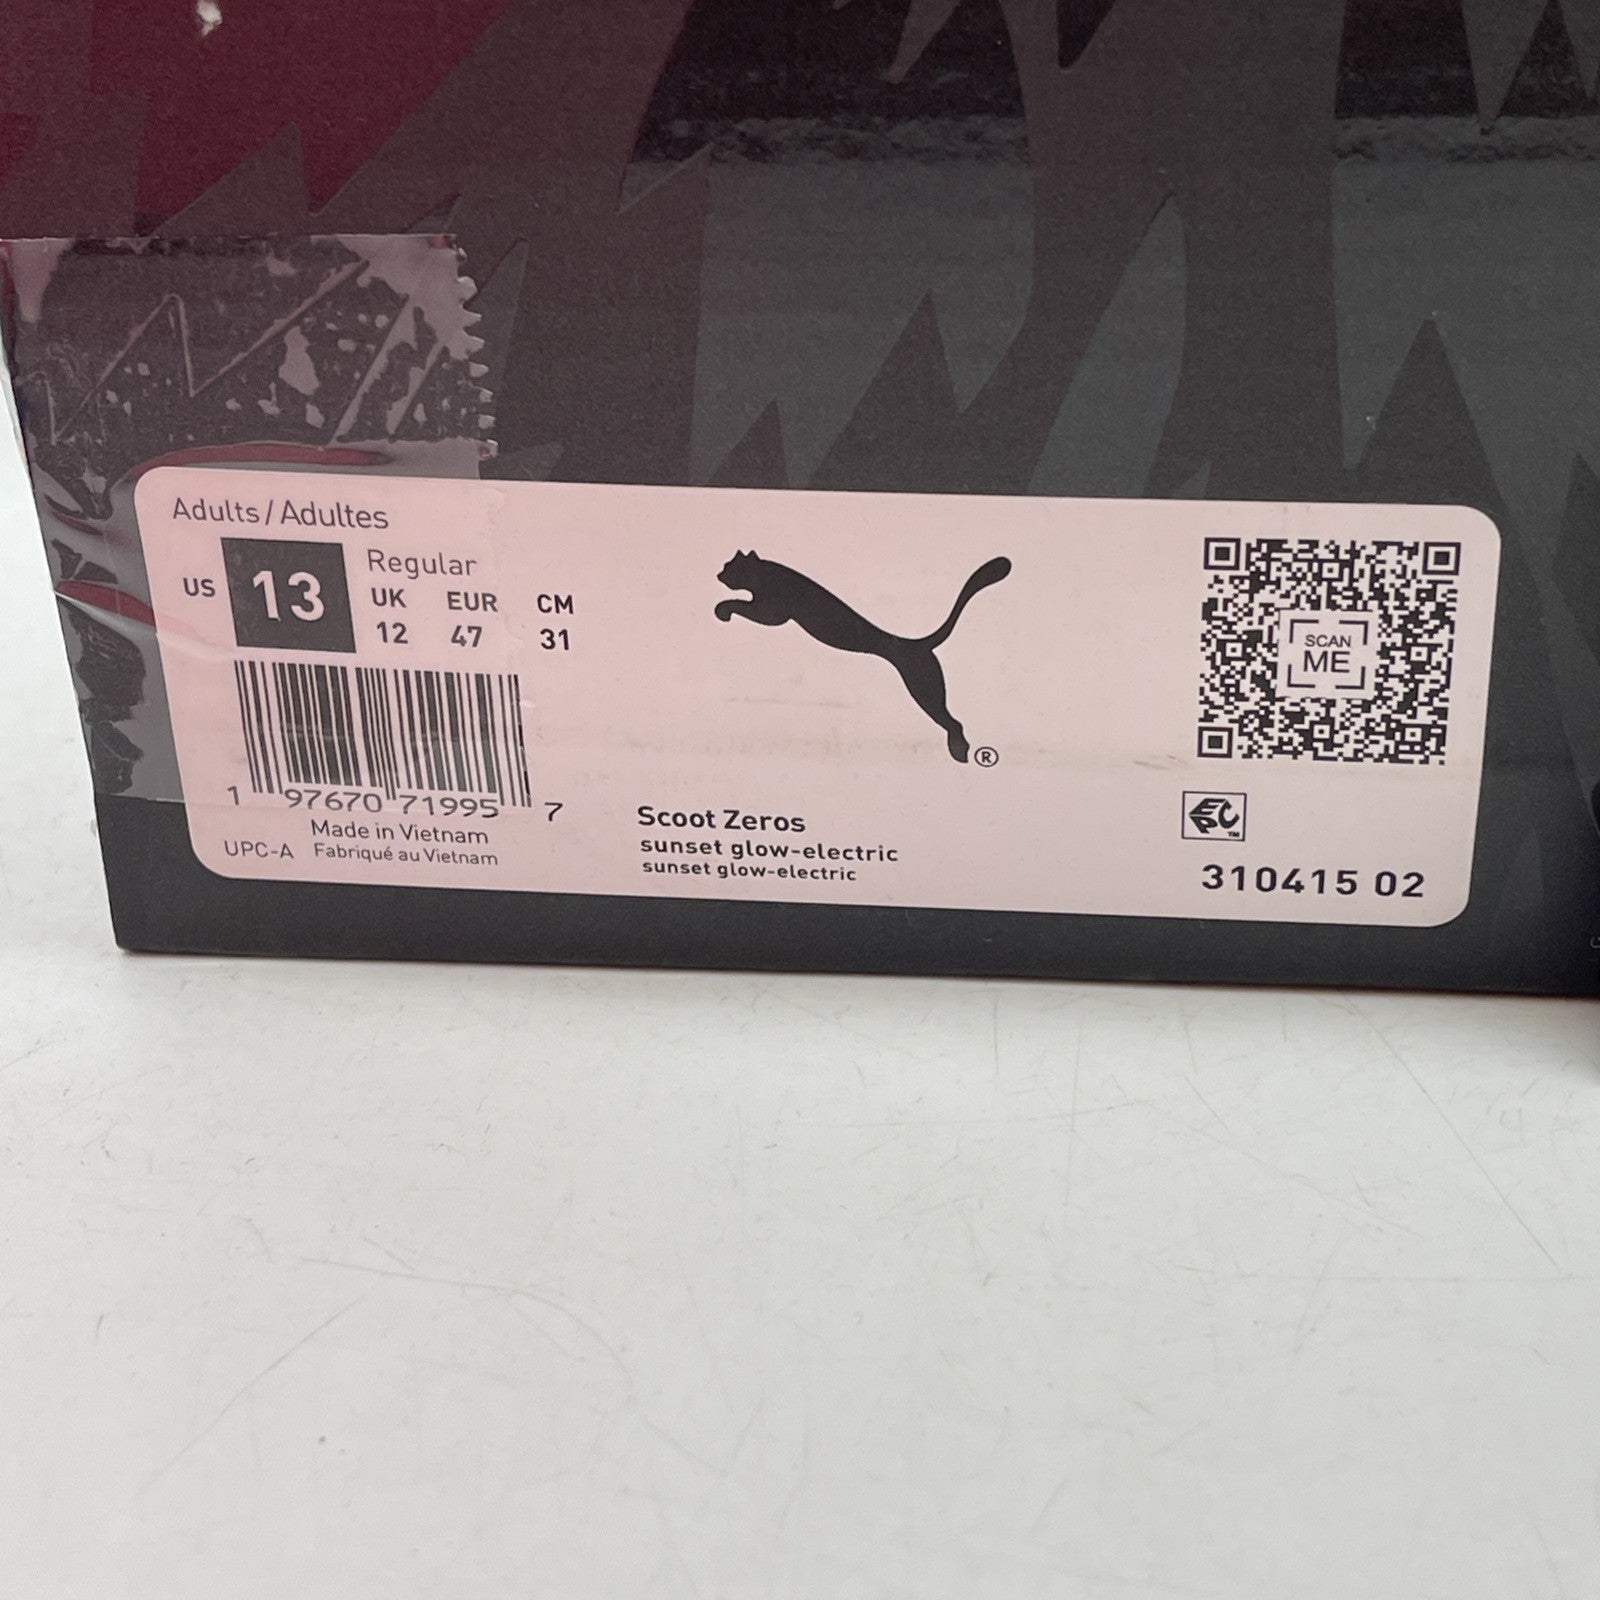 Adults / Adultes
US 13 Regular
UK EUR CM
12 47 31
1 97670 71995 7
Made in Vietnam
UPC-A Fabriqué au Vietnam
®
Scoot Zeros
sunset glow-electric
sunset glow-electric
SCAN
ME
EPC™
310415 02